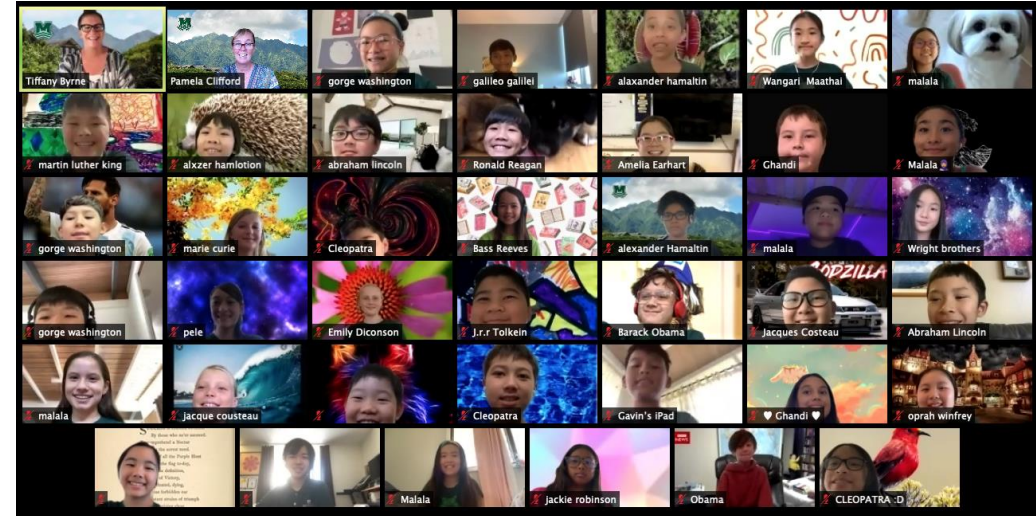 Tiffany Byrne
Pamela Clifford
gorge washington
galileo galilei
alaxander hamaltin
Wangari Maathai
malala
martin luther king
alxzer hamlotion
abraham lincoln
Ronald Reagan
Amelia Earhart
Ghandi
Malala
gorge washington
marie curie
Cleopatra
Bass Reeves
alexander Hamaltin
malala
Wright brothers
GODZILLA
gorge washington
pele
Emily Diconson
J.r.r Tolkein
Barack Obama
Jacques Costeau
Abraham Lincoln
malala
jacque cousteau
Cleopatra
Gavin's iPad
♥ Ghandi ♥
oprah winfrey
NEWS
Malala
jackie robinson
Obama
CLEOPATRA :D